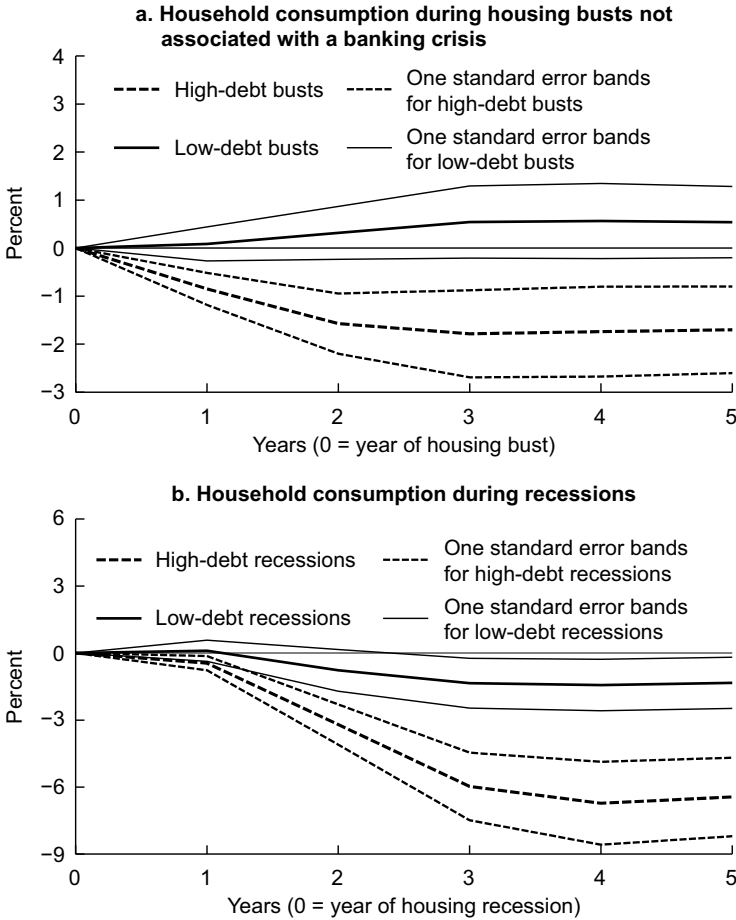 a. Household consumption during housing busts not
associated with a banking crisis
4
3
2
1
0
−1
−2
−3
Percent
High-debt busts
One standard error bands
for high-debt busts
Low-debt busts
One standard error bands
for low-debt busts
0 1 2 3 4 5
Years (0 = year of housing bust)
b. Household consumption during recessions
6
3
0
−3
−6
−9
Percent
High-debt recessions
One standard error bands
for high-debt recessions
Low-debt recessions
One standard error bands
for low-debt recessions
0 1 2 3 4 5
Years (0 = year of housing recession)